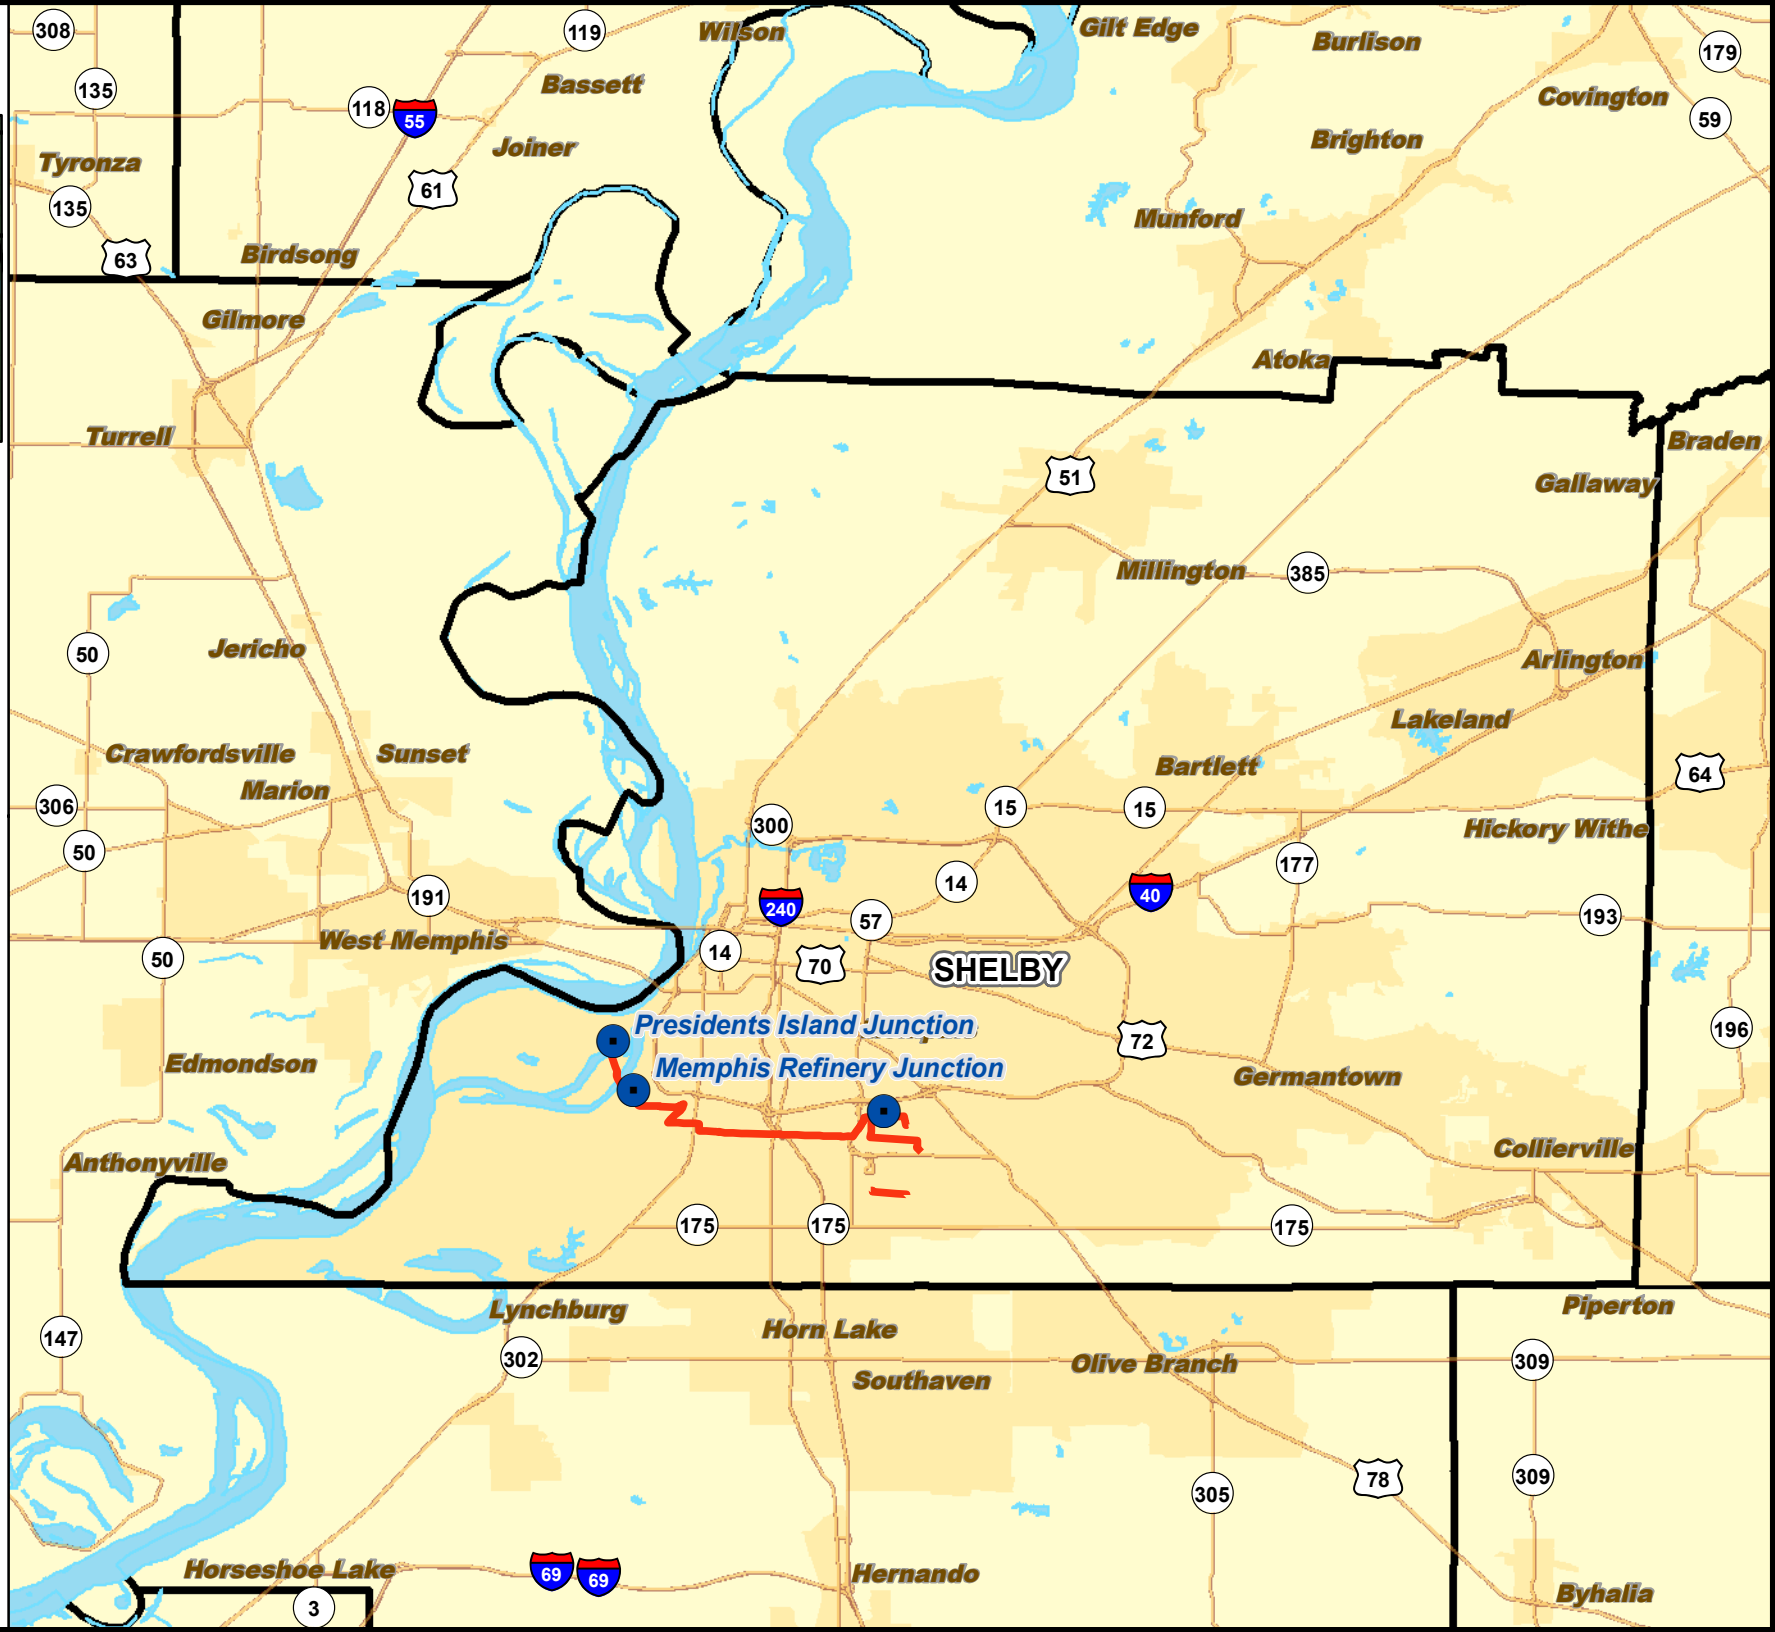 308
119
Wilson
Gilt Edge
Burlison
179
135
118
55
Bassett
Covington
59
Tyronza
Joiner
Brighton
61
135
Munford
63
Birdsong
Gilmore
Atoka
Turrell
Braden
51
Gallaway
Millington
385
50
Jericho
Arlington
Lakeland
Crawfordsville
Sunset
Bartlett
64
Marion
306
15
15
300
Hickory Withe
50
177
14
191
240
40
57
193
West Memphis
14
50
70
SHELBY
Presidents Island Junction
72
196
Edmondson
Memphis Refinery Junction
Germantown
Anthonyville
Collierville
175
175
175
Lynchburg
Piperton
147
Horn Lake
302
Olive Branch
309
Southaven
78
309
305
Horseshoe Lake
69
69
Hernando
Byhalia
3